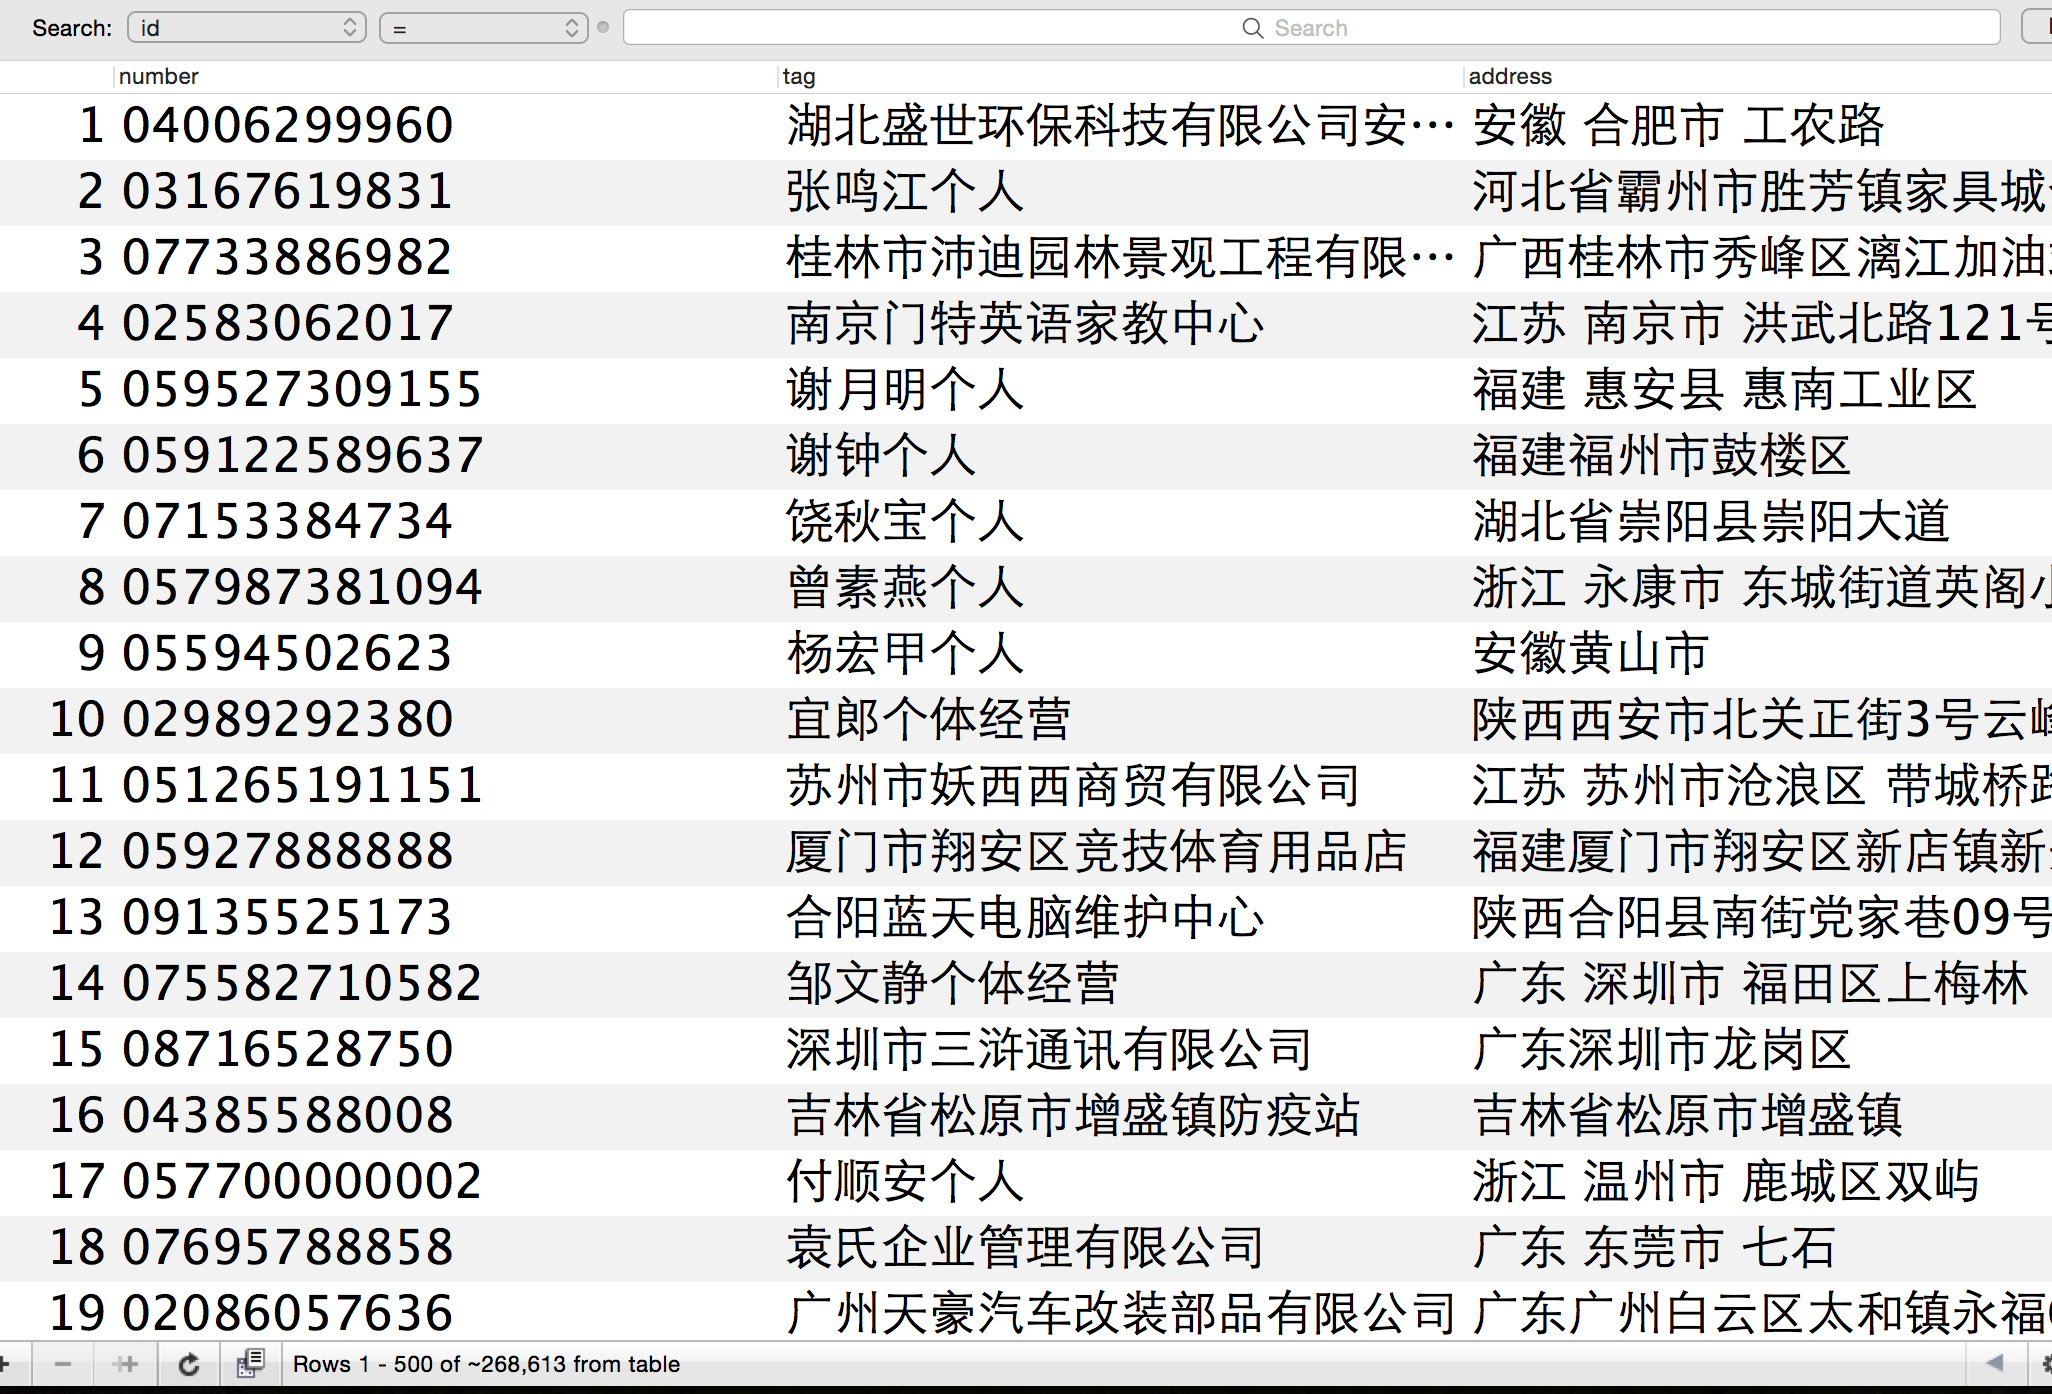 Search: id = Search
number tag address
1 04006299960 湖北盛世环保科技有限公司安… 安徽 合肥市 工农路
2 03167619831 张鸣江个人 河北省霸州市胜芳镇家具城
3 07733886982 桂林市沛迪园林景观工程有限… 广西桂林市秀峰区漓江加油
4 02583062017 南京门特英语家教中心 江苏 南京市 洪武北路121号
5 059527309155 谢月明个人 福建 惠安县 惠南工业区
6 059122589637 谢钟个人 福建福州市鼓楼区
7 07153384734 饶秋宝个人 湖北省崇阳县崇阳大道
8 057987381094 曾素燕个人 浙江 永康市 东城街道英阁小
9 05594502623 杨宏甲个人 安徽黄山市
10 02989292380 宜郎个体经营 陕西西安市北关正街3号云峰
11 051265191151 苏州市妖西西商贸有限公司 江苏 苏州市沧浪区 带城桥路
12 05927888888 厦门市翔安区竞技体育用品店 福建厦门市翔安区新店镇新
13 09135525173 合阳蓝天电脑维护中心 陕西合阳县南街党家巷09号
14 075582710582 邹文静个体经营 广东 深圳市 福田区上梅林
15 08716528750 深圳市三浒通讯有限公司 广东深圳市龙岗区
16 04385588008 吉林省松原市增盛镇防疫站 吉林省松原市增盛镇
17 057700000002 付顺安个人 浙江 温州市 鹿城区双屿
18 07695788858 袁氏企业管理有限公司 广东 东莞市 七石
19 02086057636 广州天豪汽车改装部品有限公司 广东广州白云区太和镇永福
Rows 1 - 500 of ~268,613 from table